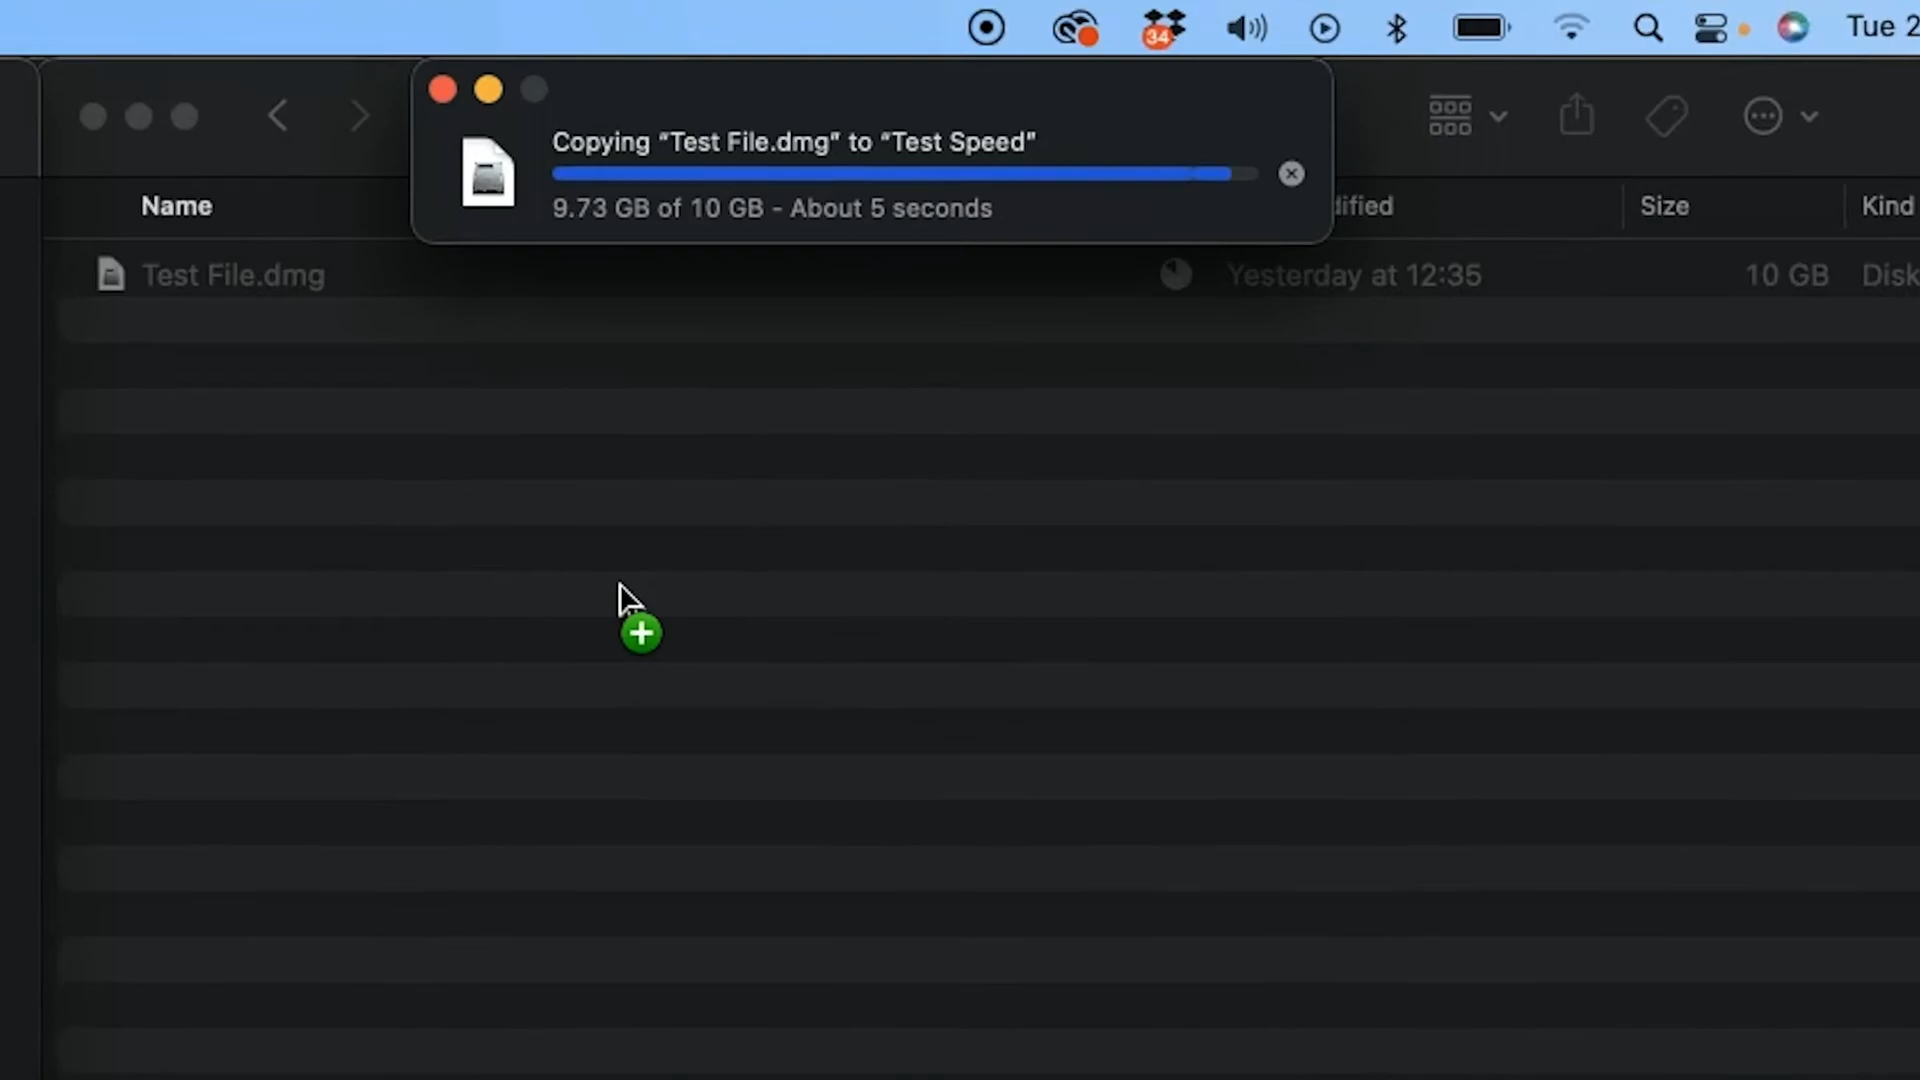 34
Tue 2
Copying “Test File.dmg” to “Test Speed”
9.73 GB of 10 GB - About 5 seconds
Name
dified
Size
Kind
Test File.dmg
Yesterday at 12:35
10 GB
Disk